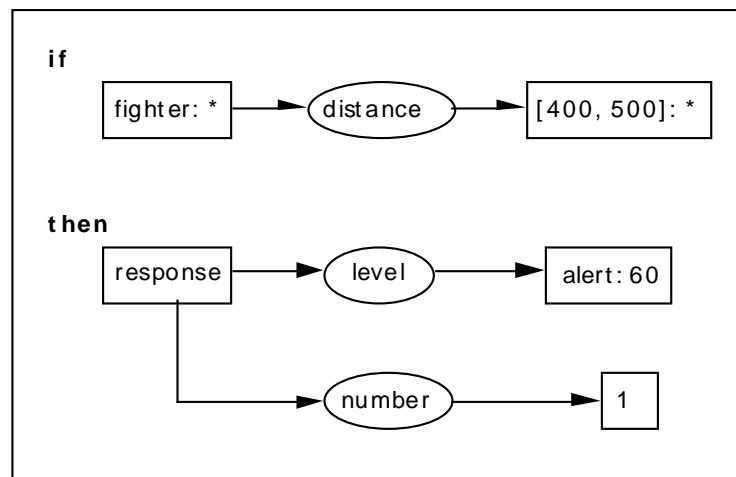 if
fighter: * distance [400, 500]: *
then
response level alert: 60
number 1